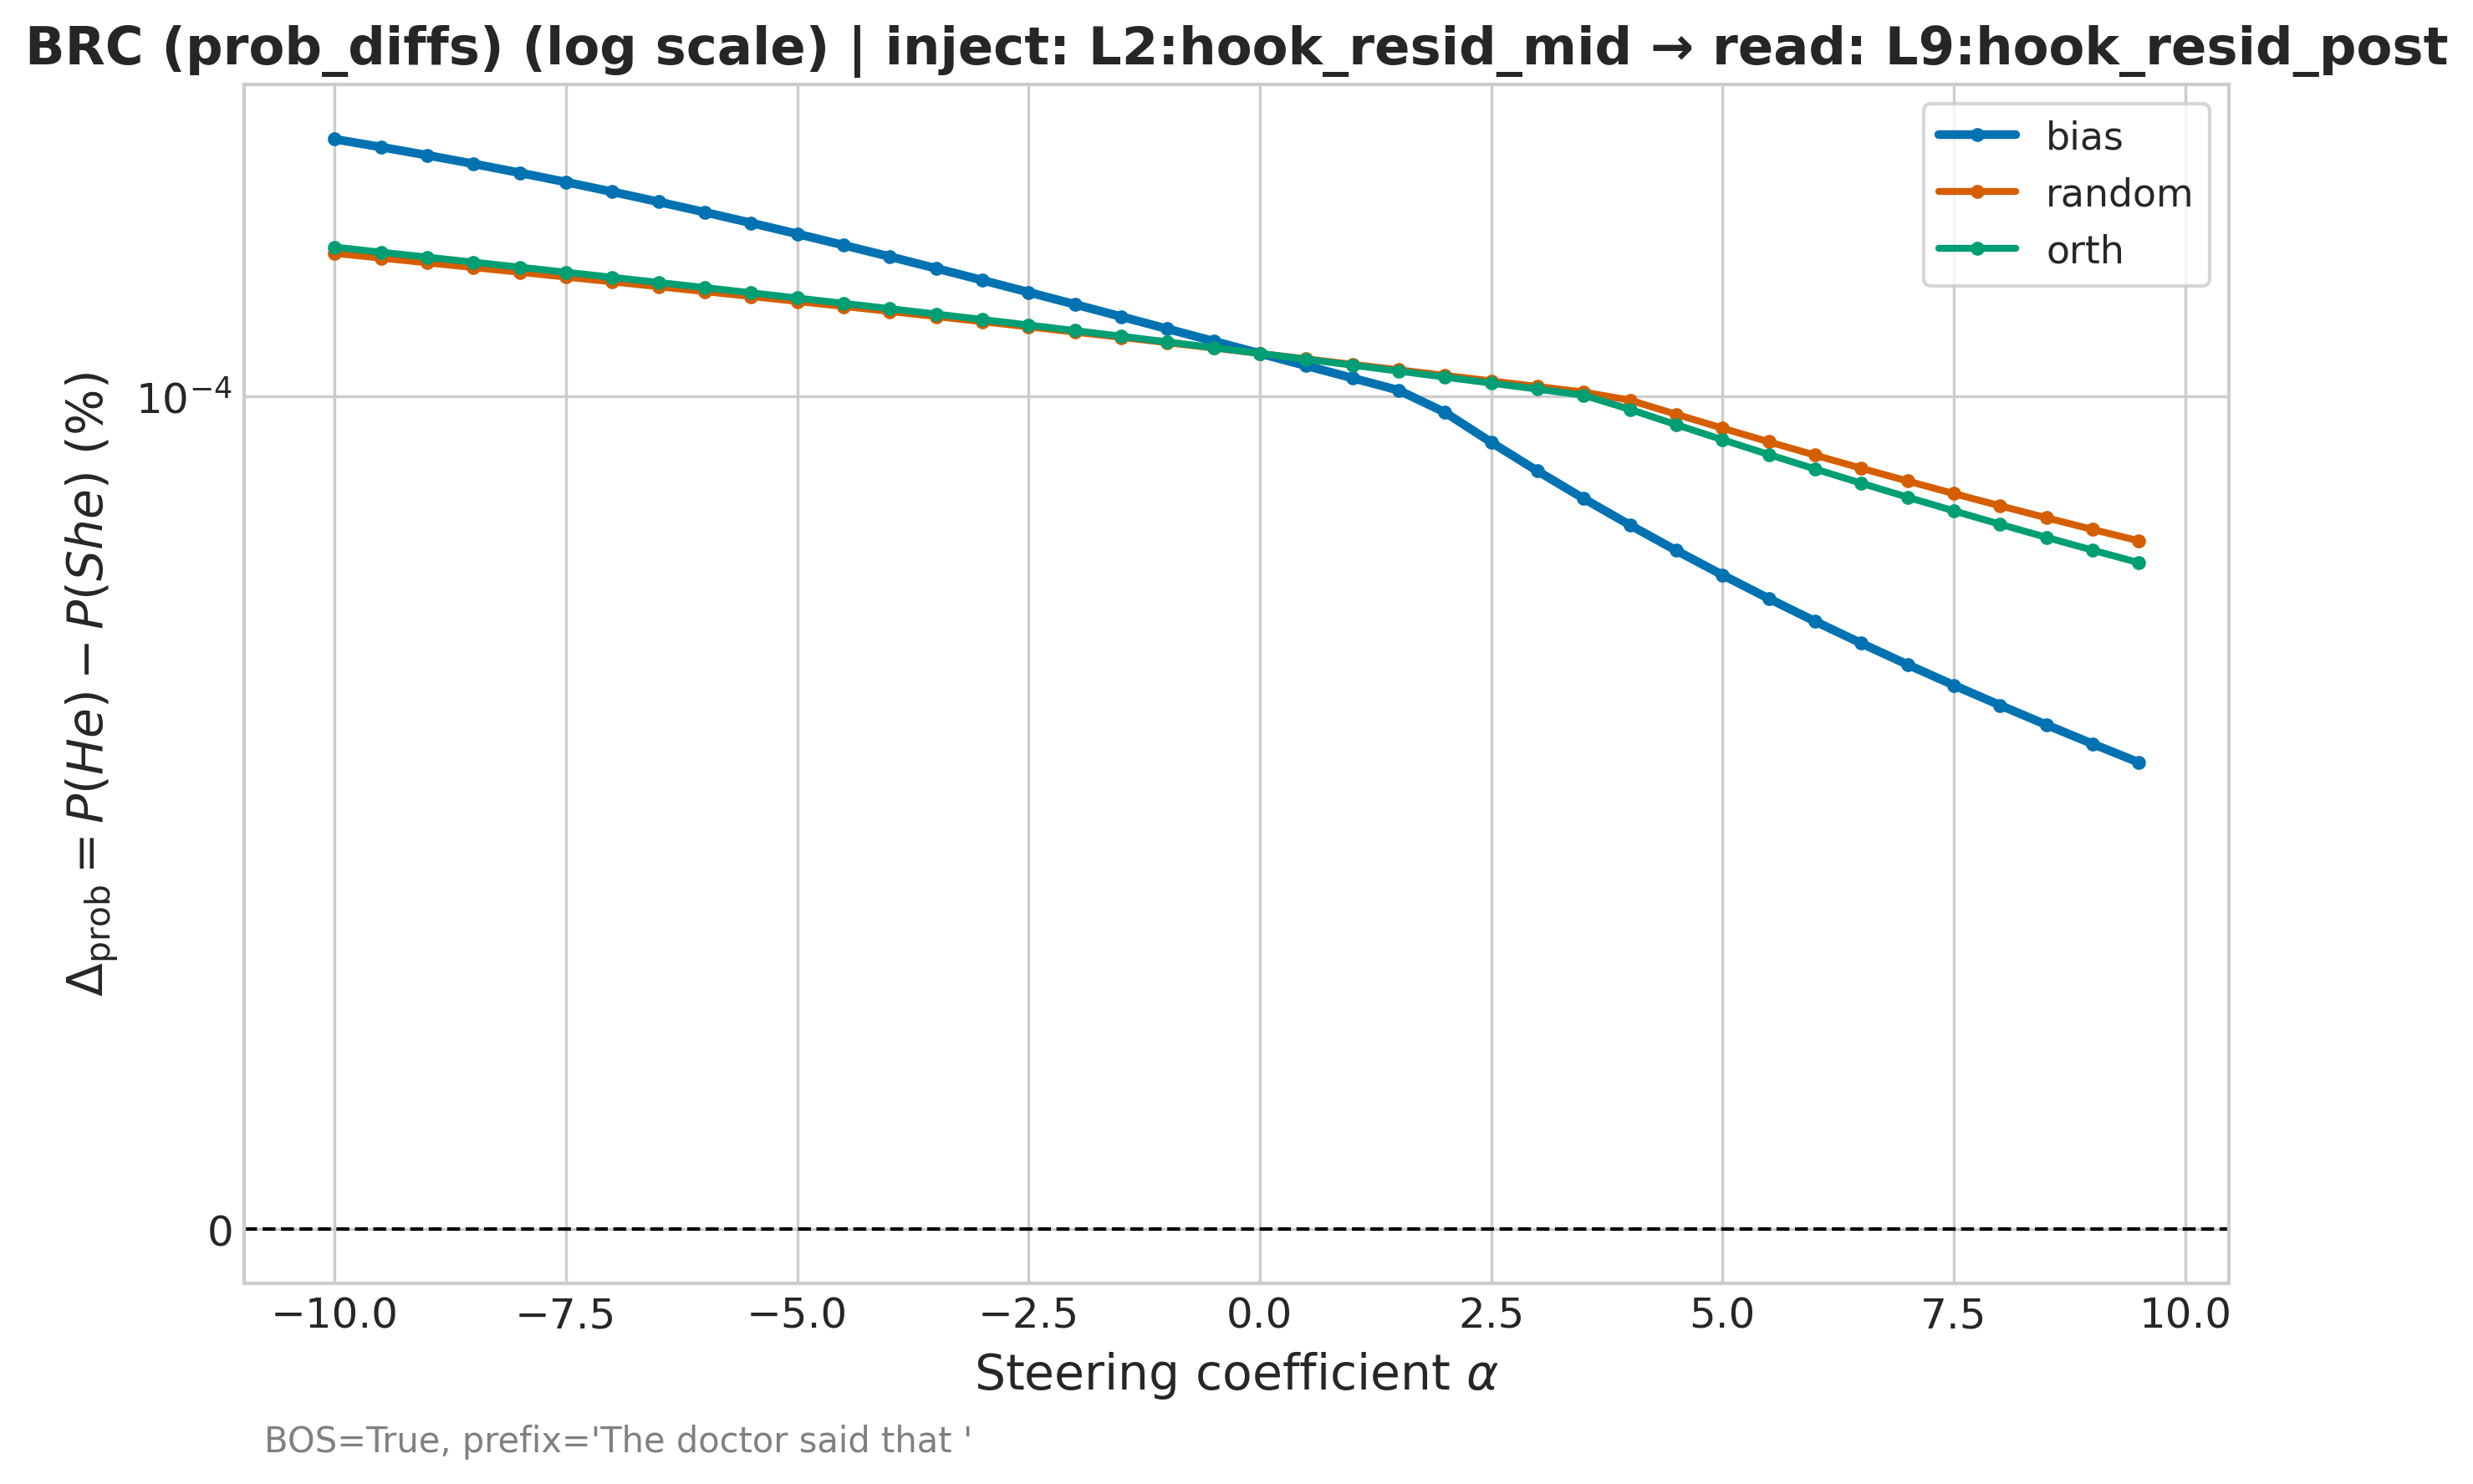 BRC (prob_diffs) (log scale) | inject: L2:hook_resid_mid → read: L9:hook_resid_post
bias
random
orth
Δprob = P(He) − P(She) (%)
10⁻⁴
0
−10.0 −7.5 −5.0 −2.5 0.0 2.5 5.0 7.5 10.0
Steering coefficient α
BOS=True, prefix='The doctor said that '